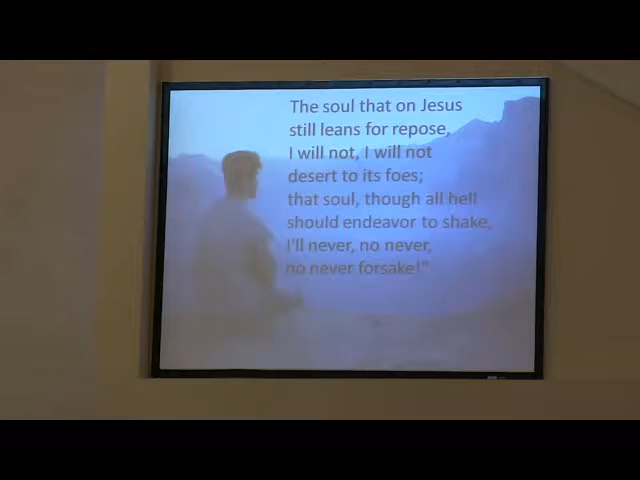 The soul that on Jesus
still leans for repose,
I will not, I will not
desert to its foes;
that soul, though all hell
should endeavor to shake,
I'll never, no never,
no never forsake!"